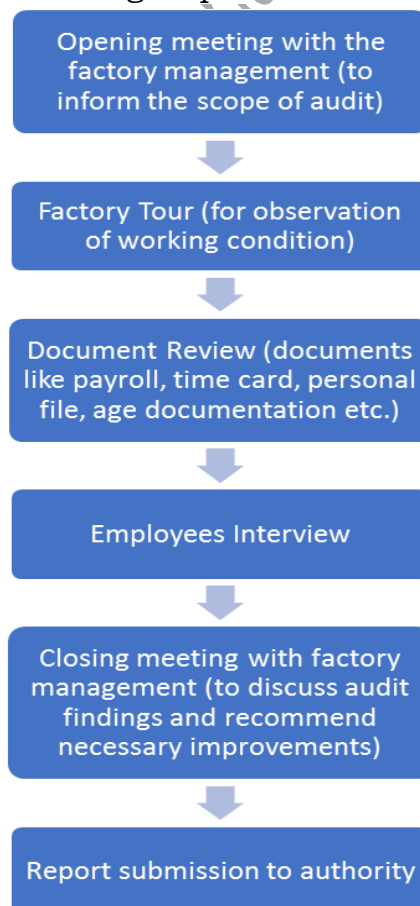 Opening meeting with the
factory management (to
inform the scope of audit)
Factory Tour (for observation
of working condition)
Document Review (documents
like payroll, time card, personal
file, age documentation etc.)
Employees Interview
Closing meeting with factory
management (to discuss audit
findings and recommend
necessary improvements)
Report submission to authority